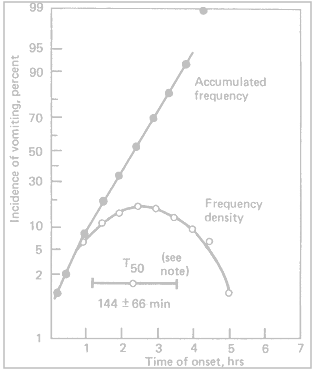 99
95
90
70
50
30
10
5
2
1
Incidence of vomiting, percent
Accumulated
frequency
Frequency
density
T50 (see
note)
144 ± 66 min
1 2 3 4 5 6 7
Time of onset, hrs